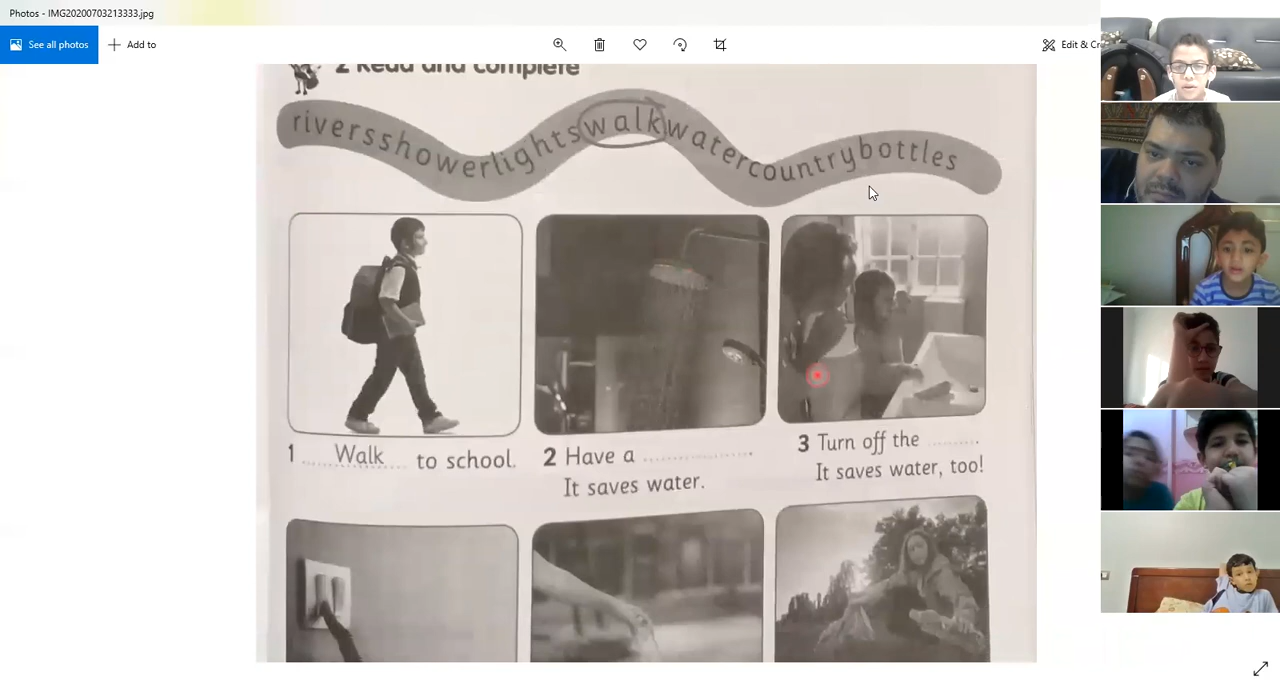 Photos - IMG20200703213333.jpg
See all photos
Add to
Edit & Cr
2 Read and complete
riversshowerlightswalkwatercountrybottles
1 Walk to school.
2 Have a ..................
It saves water.
3 Turn off the ..........
It saves water, too!